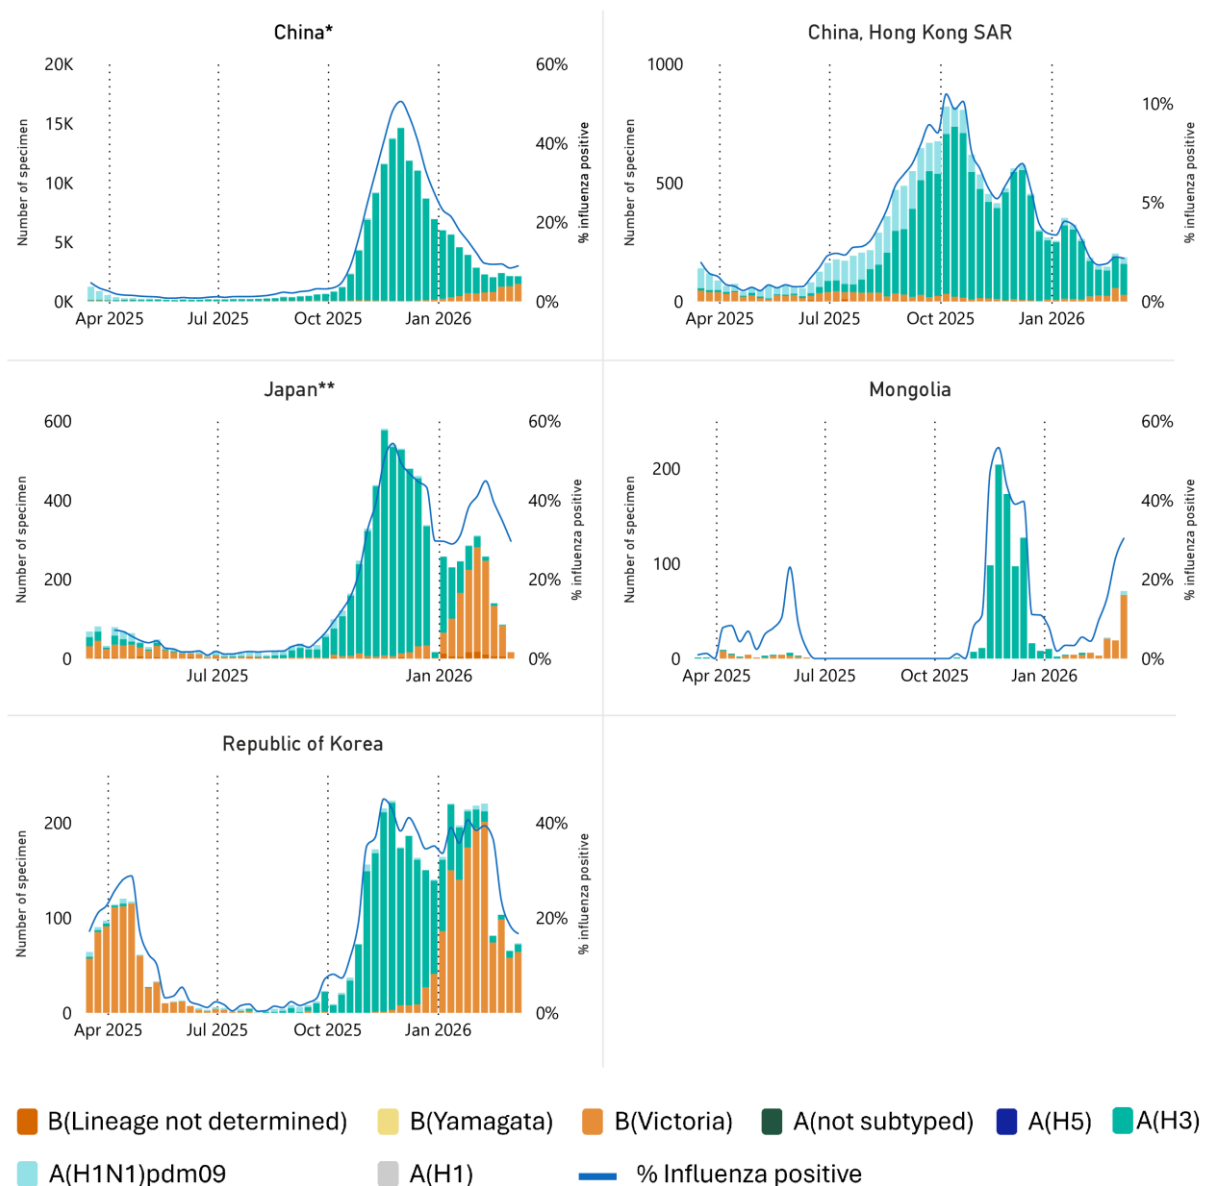 China*
20K
15K
10K
5K
0K
60%
40%
20%
0%
Number of specimen
% influenza positive
Apr 2025 Jul 2025 Oct 2025 Jan 2026
China, Hong Kong SAR
1000
500
0
10%
5%
0%
Number of specimen
% influenza positive
Apr 2025 Jul 2025 Oct 2025 Jan 2026
Japan**
600
400
200
0
60%
40%
20%
0%
Number of specimen
% influenza positive
Jul 2025 Jan 2026
Mongolia
200
100
0
60%
40%
20%
0%
Number of specimen
% influenza positive
Apr 2025 Jul 2025 Oct 2025 Jan 2026
Republic of Korea
200
100
0
40%
20%
0%
Number of specimen
% influenza positive
Apr 2025 Jul 2025 Oct 2025 Jan 2026
B(Lineage not determined) B(Yamagata) B(Victoria) A(not subtyped) A(H5) A(H3)
A(H1N1)pdm09 A(H1) % Influenza positive